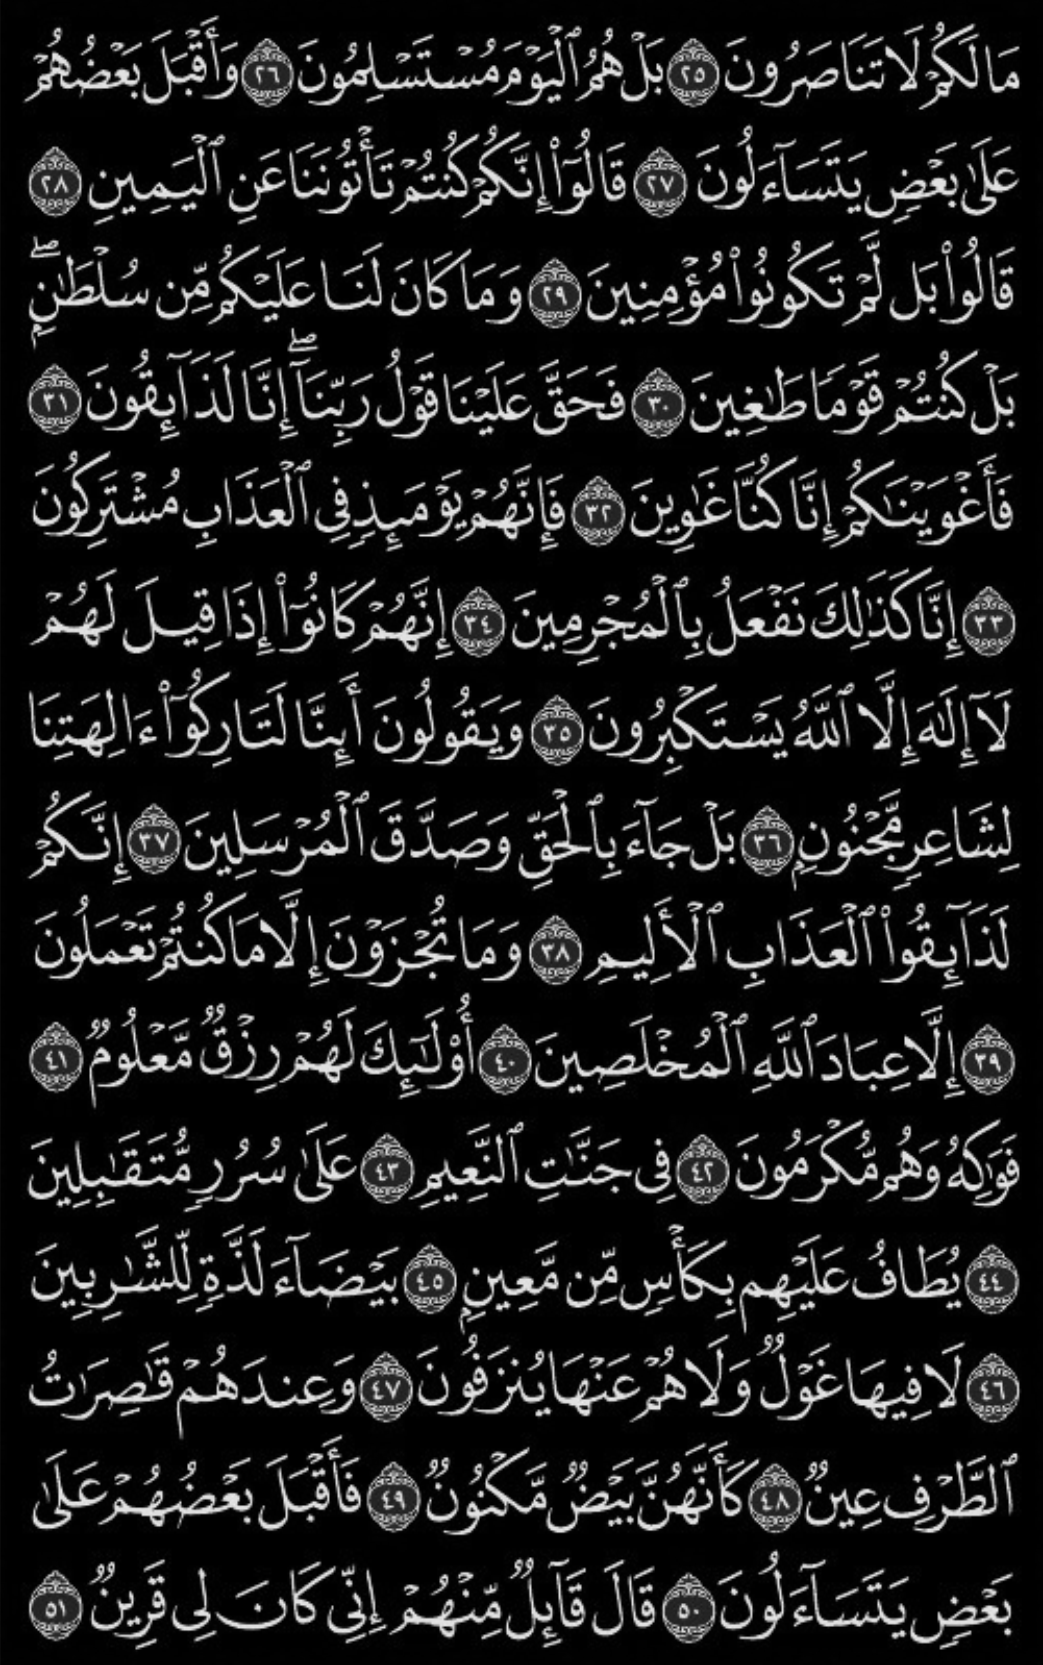 مَا لَكُمْ لَا تَنَاصَرُونَ ٢٥ بَلْ هُمُ ٱلْيَوْمَ مُسْتَسْلِمُونَ ٢٦ وَأَقْبَلَ بَعْضُهُمْ
عَلَىٰ بَعْضٍ يَتَسَآءَلُونَ ٢٧ قَالُوٓا۟ إِنَّكُمْ كُنتُمْ تَأْتُونَنَا عَنِ ٱلْيَمِينِ ٢٨
قَالُوا۟ بَل لَّمْ تَكُونُوا۟ مُؤْمِنِينَ ٢٩ وَمَا كَانَ لَنَا عَلَيْكُم مِّن سُلْطَـٰنٍۭ ۖ
بَلْ كُنتُمْ قَوْمًا طَـٰغِينَ ٣٠ فَحَقَّ عَلَيْنَا قَوْلُ رَبِّنَآ ۖ إِنَّا لَذَآئِقُونَ ٣١
فَأَغْوَيْنَـٰكُمْ إِنَّا كُنَّا غَـٰوِينَ ٣٢ فَإِنَّهُمْ يَوْمَئِذٍ فِى ٱلْعَذَابِ مُشْتَرِكُونَ
٣٣ إِنَّا كَذَٰلِكَ نَفْعَلُ بِٱلْمُجْرِمِينَ ٣٤ إِنَّهُمْ كَانُوٓا۟ إِذَا قِيلَ لَهُمْ
لَآ إِلَـٰهَ إِلَّا ٱللَّهُ يَسْتَكْبِرُونَ ٣٥ وَيَقُولُونَ أَئِنَّا لَتَارِكُوٓا۟ ءَالِهَتِنَا
لِشَاعِرٍ مَّجْنُونٍۭ ٣٦ بَلْ جَآءَ بِٱلْحَقِّ وَصَدَّقَ ٱلْمُرْسَلِينَ ٣٧ إِنَّكُمْ
لَذَآئِقُوا۟ ٱلْعَذَابِ ٱلْأَلِيمِ ٣٨ وَمَا تُجْزَوْنَ إِلَّا مَا كُنتُمْ تَعْمَلُونَ
٣٩ إِلَّا عِبَادَ ٱللَّهِ ٱلْمُخْلَصِينَ ٤٠ أُو۟لَـٰٓئِكَ لَهُمْ رِزْقٌ مَّعْلُومٌ ٤١
فَوَٰكِهُ وَهُم مُّكْرَمُونَ ٤٢ فِى جَنَّـٰتِ ٱلنَّعِيمِ ٤٣ عَلَىٰ سُرُرٍ مُّتَقَـٰبِلِينَ
٤٤ يُطَافُ عَلَيْهِم بِكَأْسٍ مِّن مَّعِينٍۭ ٤٥ بَيْضَآءَ لَذَّةٍ لِّلشَّـٰرِبِينَ
٤٦ لَا فِيهَا غَوْلٌ وَلَا هُمْ عَنْهَا يُنزَفُونَ ٤٧ وَعِندَهُمْ قَـٰصِرَٰتُ
ٱلطَّرْفِ عِينٌ ٤٨ كَأَنَّهُنَّ بَيْضٌ مَّكْنُونٌ ٤٩ فَأَقْبَلَ بَعْضُهُمْ عَلَىٰ
بَعْضٍ يَتَسَآءَلُونَ ٥٠ قَالَ قَآئِلٌ مِّنْهُمْ إِنِّى كَانَ لِى قَرِينٌ ٥١